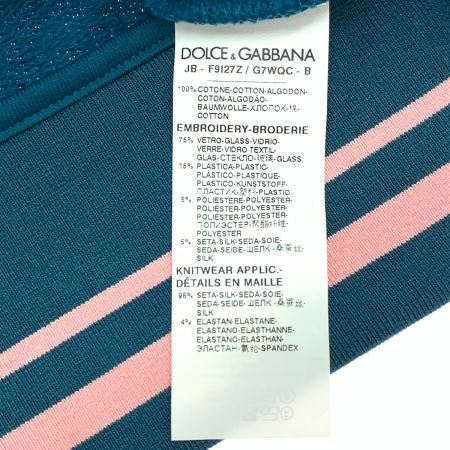 DOLCE & GABBANA
JB - F9I27Z / G7WQC - B
100% COTONE-COTTON-ALGODON-
COTON-ALGODÃO-
BAUMWOLLE-ХЛОПОК-棉-
COTTON
EMBROIDERY-BRODERIE
75% VETRO-GLASS-VIDRIO-
VERRE-VIDRO TEXTIL-
GLAS-СТЕКЛО-玻璃-GLASS
15% PLASTICA-PLASTIC-
PLASTICO-PLASTIQUE-
PLASTICO-KUNSTSTOFF-
ПЛАСТИК-塑料-PLASTIC
5% POLIESTERE-POLYESTER-
POLIÉSTER-POLYESTER-
POLIÉSTER-POLYESTER-
ПОЛИЭСТЕР-聚酯纤维-
POLYESTER
5% SETA-SILK-SEDA-SOIE-
SEDA-SEIDE-ШЕЛК-桑蚕丝-
SILK
KNITWEAR APPLIC.-
DÉTAILS EN MAILLE
96% SETA-SILK-SEDA-SOIE-
SEDA-SEIDE-ШЕЛК-桑蚕丝-
SILK
4% ELASTAN-ELASTANE-
ELASTANO-ELASTHANNE-
ELASTANO-ELASTHAN-
ЭЛАСТАН-氨纶-SPANDEX